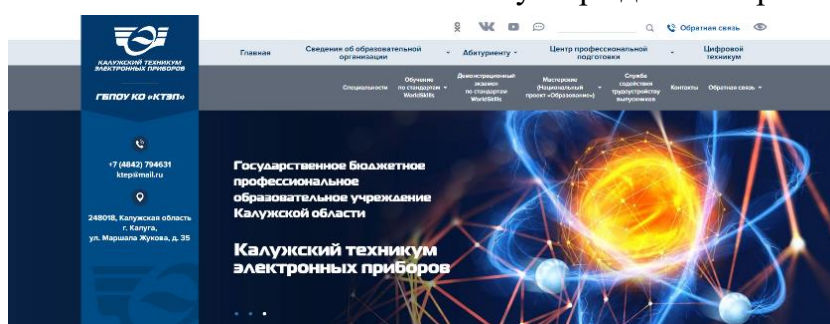 Обратная связь
КАЛУЖСКИЙ ТЕХНИКУМ
ЭЛЕКТРОННЫХ ПРИБОРОВ
ГБПОУ КО «КТЭП»
+7 (4842) 794631
ktep@mail.ru
248018, Калужская область
г. Калуга,
ул. Маршала Жукова, д. 35
Главная
Сведения об образовательной
организации
Абитуриенту
Центр профессиональной
подготовки
Цифровой
техникум
Специальности
Обучение
по стандартам
WorldSkills
Демонстрационный
экзамен
по стандартам
WorldSkills
Мастерские
(Национальный
проект «Образование»)
Служба
содействия
трудоустройству
выпускников
Контакты
Обратная связь
Государственное Бюджетное
профессиональное
образовательное учреждение
Калужской области
Калужский техникум
электронных приборов